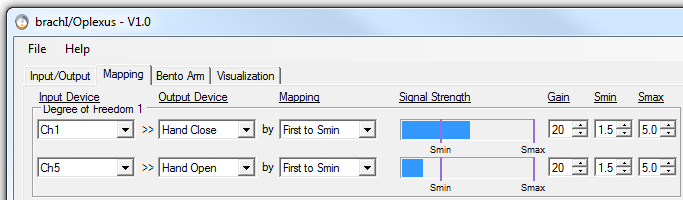 brachI/Oplexus - V1.0
File Help
Input/Output Mapping Bento Arm Visualization
Input Device Output Device Mapping Signal Strength Gain Smin Smax
Degree of Freedom 1
Ch1 >> Hand Close by First to Smin 20 1.5 5.0
Smin Smax
Ch5 >> Hand Open by First to Smin 20 1.5 5.0
Smin Smax